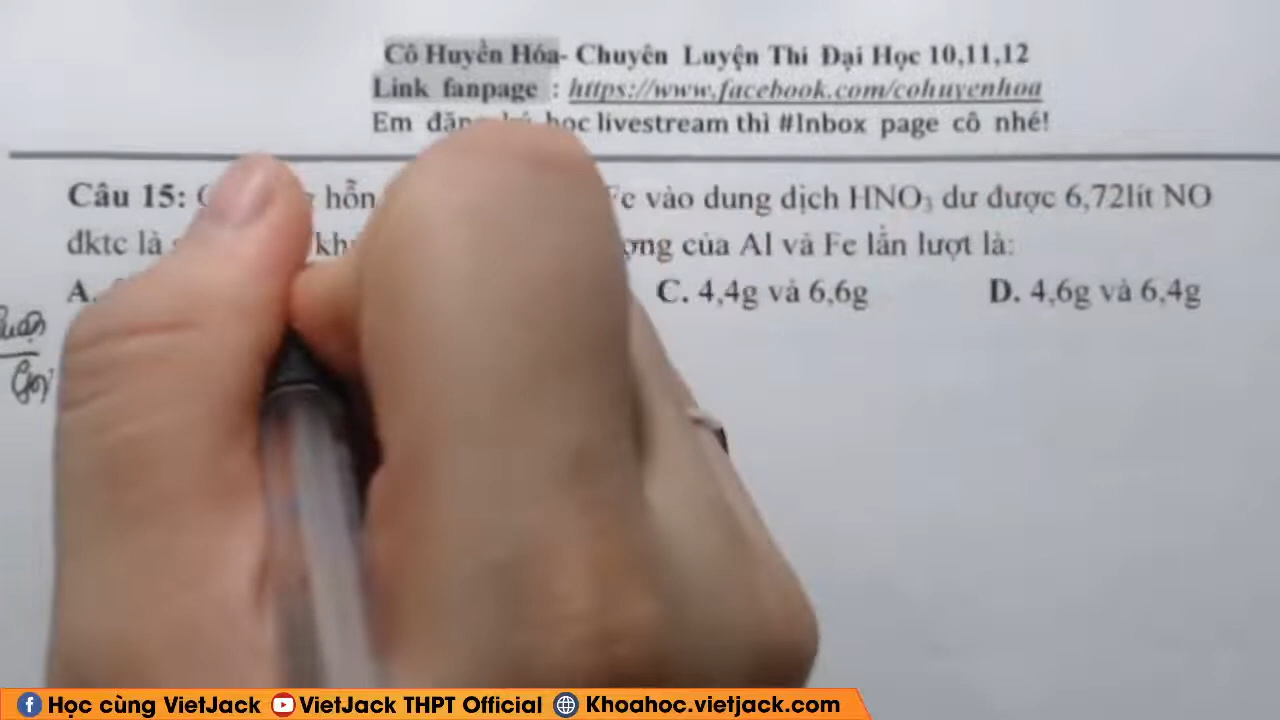 Cô Huyền Hóa- Chuyên Luyện Thi Đại Học 10,11,12
Link fanpage : https://www.facebook.com/cohuyenhoa
Em học livestream thì #Inbox page cô nhé!
Câu 15: hỗn vào dung dịch HNO₃ dư được 6,72lít NO
đktc là của Al và Fe lần lượt là:
A. C. 4,4g và 6,6g D. 4,6g và 6,4g
Học cùng VietJack VietJack THPT Official Khoahoc.vietjack.com